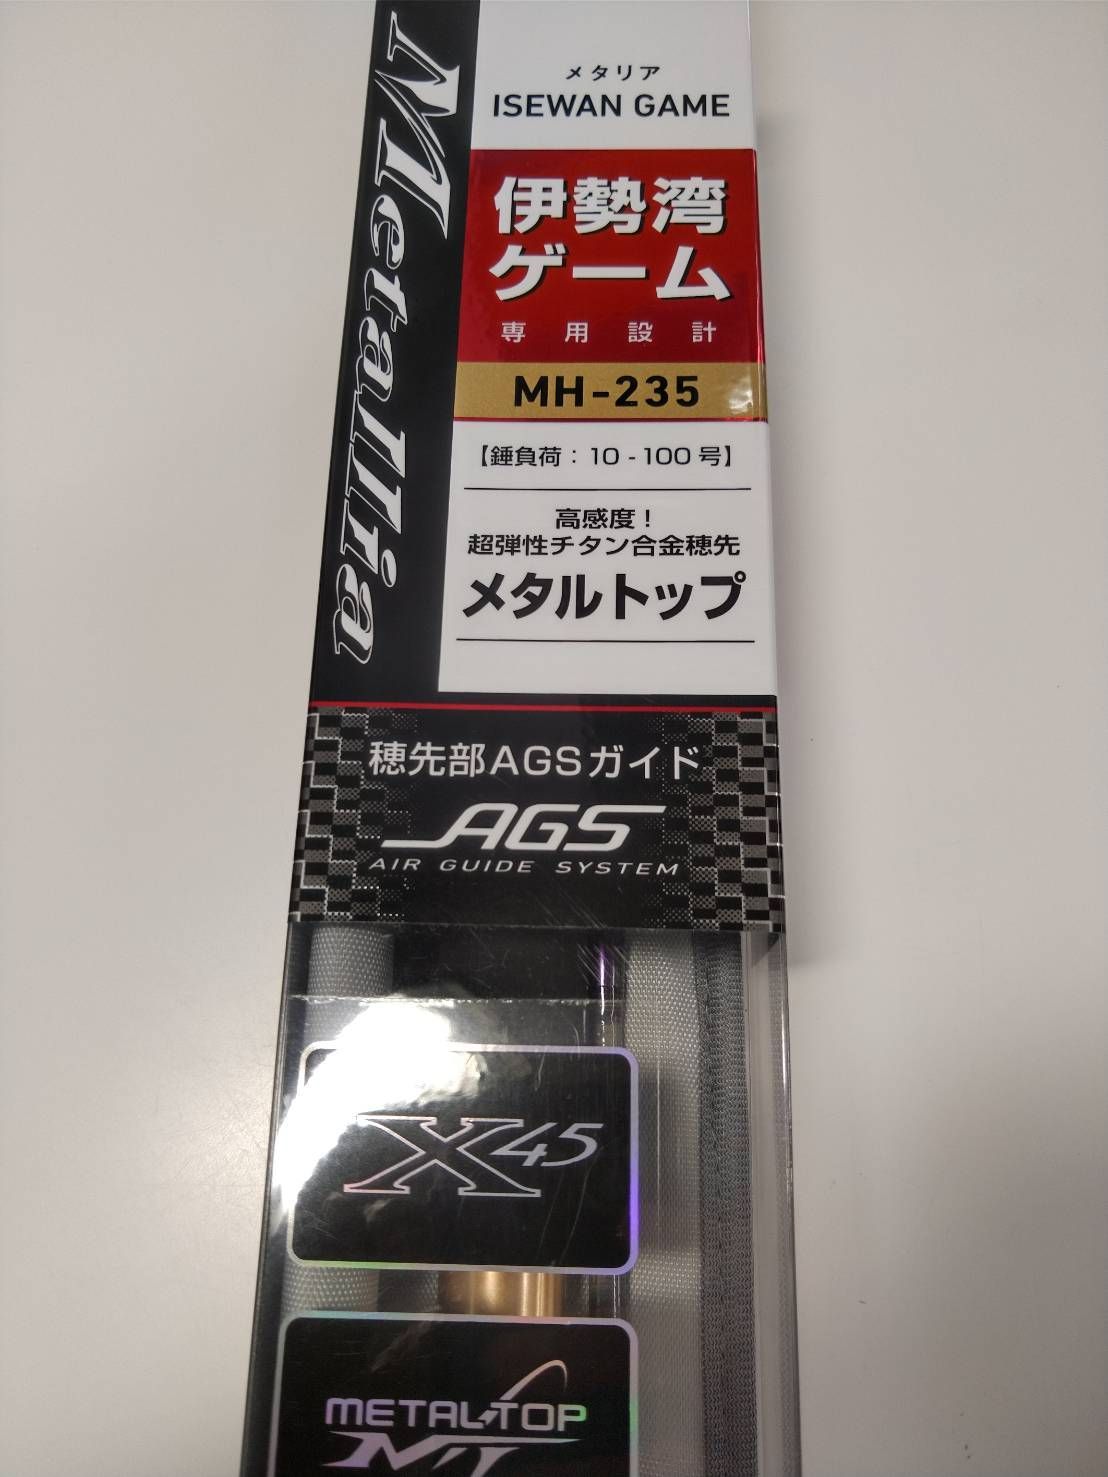 Metallia
メタリア
ISEWAN GAME
伊勢湾
ゲーム
専用設計
MH-235
【錘負荷：10-100号】
高感度！
超弾性チタン合金穂先
メタルトップ
穂先部AGSガイド
AGS
AIR GUIDE SYSTEM
X45
METAL TOP
MT